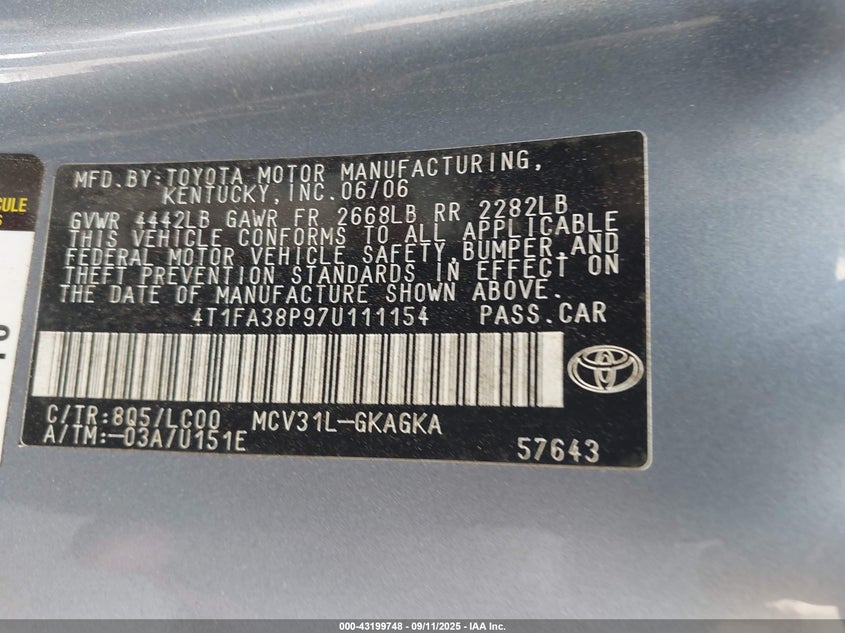 CULE
S
MFD.BY:TOYOTA MOTOR MANUFACTURING,
KENTUCKY,INC.06/06
GVWR 4442LB GAWR FR 2668LB RR 2282LB
THIS VEHICLE CONFORMS TO ALL APPLICABLE
FEDERAL MOTOR VEHICLE SAFETY,BUMPER,AND
THEFT PREVENTION STANDARDS IN EFFECT ON
THE DATE OF MANUFACTURE SHOWN ABOVE.
4T1FA38P97U111154 PASS.CAR
C/TR:8Q5/LC00 MCV31L-GKAGKA
A/TM:-03A/U151E
57643
000-43199748 - 09/11/2025 - IAA Inc.